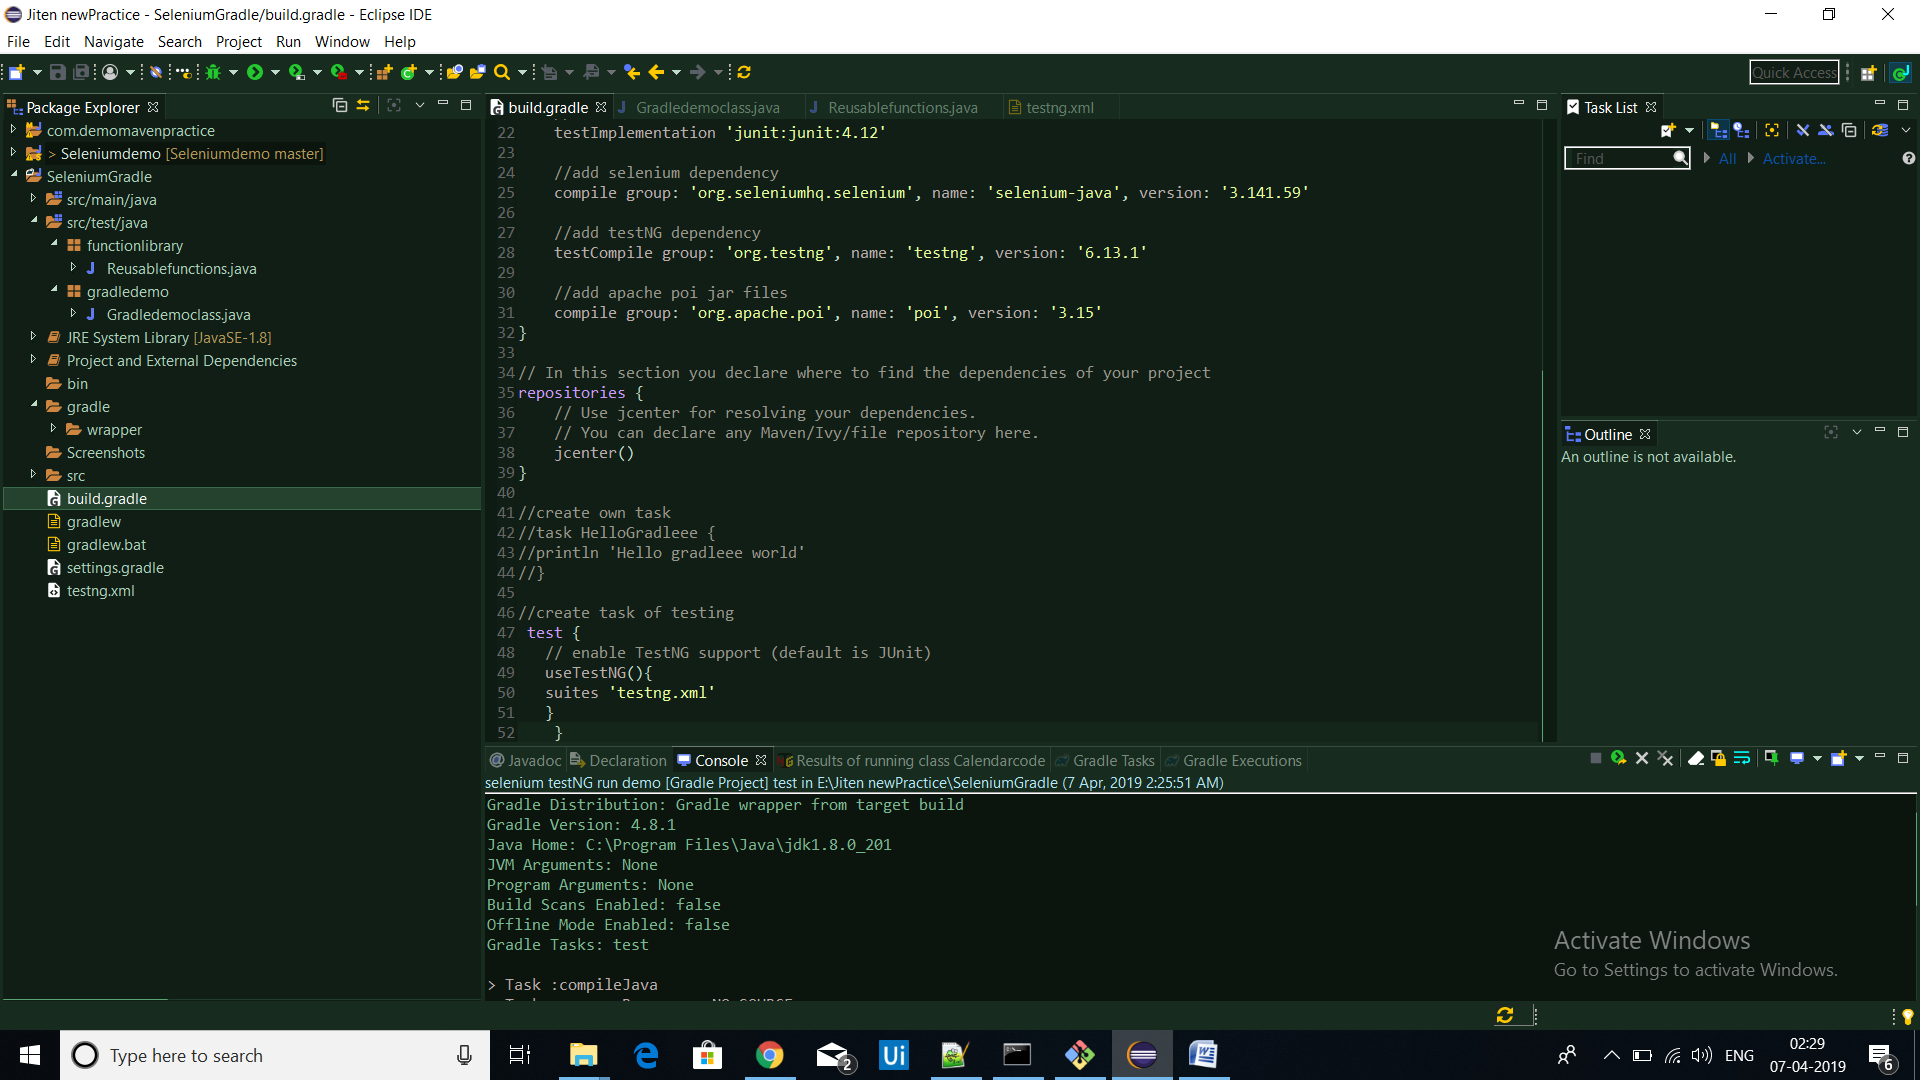 Jiten newPractice - SeleniumGradle/build.gradle - Eclipse IDE
File Edit Navigate Search Project Run Window Help
Quick Access
Package Explorer
com.demomavenpractice
> Seleniumdemo [Seleniumdemo master]
SeleniumGradle
src/main/java
src/test/java
functionlibrary
Reusablefunctions.java
gradledemo
Gradledemoclass.java
JRE System Library [JavaSE-1.8]
Project and External Dependencies
bin
gradle
wrapper
Screenshots
src
build.gradle
gradlew
gradlew.bat
settings.gradle
testng.xml
build.gradle Gradledemoclass.java Reusablefunctions.java testng.xml
22 testImplementation 'junit:junit:4.12'
23
24 //add selenium dependency
25 compile group: 'org.seleniumhq.selenium', name: 'selenium-java', version: '3.141.59'
26
27 //add testNG dependency
28 testCompile group: 'org.testng', name: 'testng', version: '6.13.1'
29
30 //add apache poi jar files
31 compile group: 'org.apache.poi', name: 'poi', version: '3.15'
32 }
33
34 // In this section you declare where to find the dependencies of your project
35 repositories {
36 // Use jcenter for resolving your dependencies.
37 // You can declare any Maven/Ivy/file repository here.
38 jcenter()
39 }
40
41 //create own task
42 //task HelloGradleee {
43 //println 'Hello gradleee world'
44 //}
45
46 //create task of testing
47 test {
48 // enable TestNG support (default is JUnit)
49 useTestNG(){
50 suites 'testng.xml'
51 }
52 }
Task List
Find All Activate...
Outline
An outline is not available.
@ Javadoc Declaration Console Results of running class Calendarcode Gradle Tasks Gradle Executions
selenium testNG run demo [Gradle Project] test in E:\Jiten newPractice\SeleniumGradle (7 Apr, 2019 2:25:51 AM)
Gradle Distribution: Gradle wrapper from target build
Gradle Version: 4.8.1
Java Home: C:\Program Files\Java\jdk1.8.0_201
JVM Arguments: None
Program Arguments: None
Build Scans Enabled: false
Offline Mode Enabled: false
Gradle Tasks: test
> Task :compileJava
Activate Windows
Go to Settings to activate Windows.
Type here to search
2
Ui
ENG
02:29
07-04-2019
6